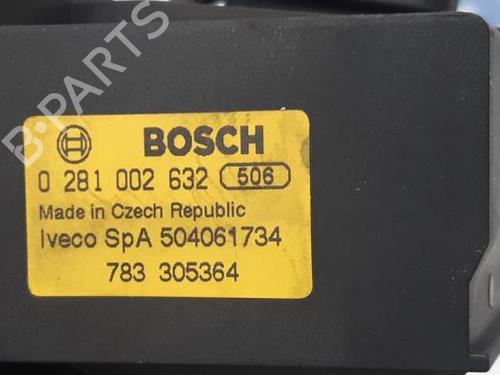 B-PARTS
BOSCH
0 281 002 632 506
Made in Czech Republic
Iveco SpA 504061734
783 305364